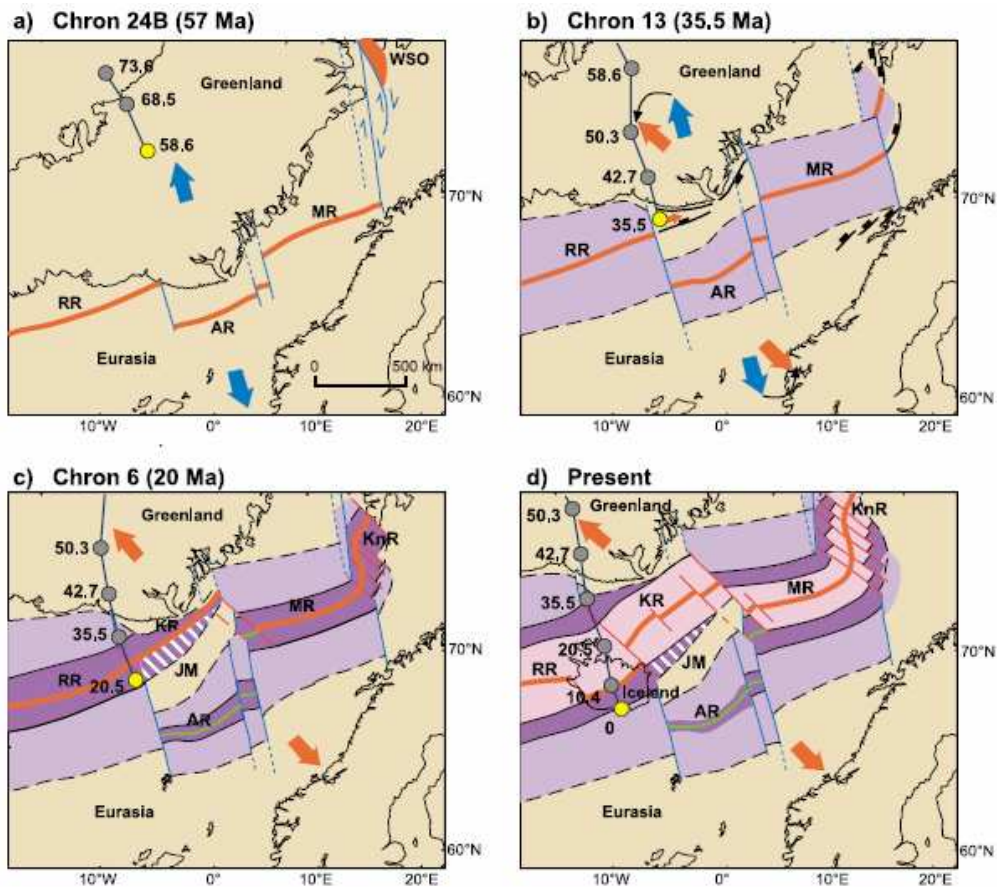 a) Chron 24B (57 Ma)
WSO
Greenland
73,6
68,5
58.6
70°N
MR
RR
AR
Eurasia
0 500 km
60°N
10°W 0° 10°E 20°E
b) Chron 13 (35,5 Ma)
58.6
Greenland
50.3
42.7
MR
70°N
35,5
RR
AR
Eurasia
60°N
10°W 0° 10°E 20°E
c) Chron 6 (20 Ma)
Greenland
KnR
50.3
42,7
MR
35,5
KR
70°N
RR
20,5
JM
AR
Eurasia
60°N
10°W 0° 10°E 20°E
d) Present
50,3
Greenland
KnR
42,7
KR
MR
35,5
20,5
70°N
RR
JM
10,4
Iceland
0
AR
Eurasia
60°N
10°W 0° 10°E 20°E